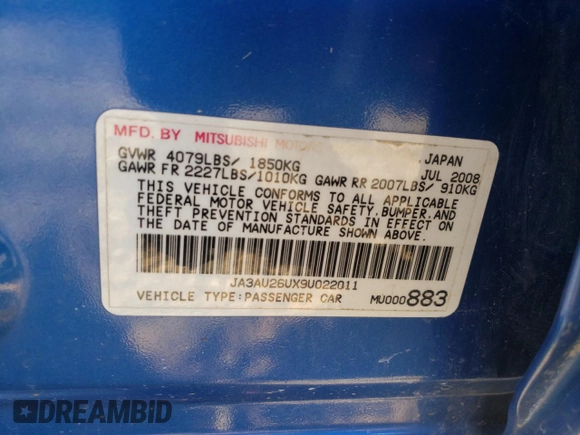 MFD. BY MITSUBISHI MOTORS JAPAN
GVWR 4079LBS/ 1850KG JUL 2008
GAWR FR 2227LBS/1010KG GAWR RR 2007LBS/ 910KG
THIS VEHICLE CONFORMS TO ALL APPLICABLE
FEDERAL MOTOR VEHICLE SAFETY,BUMPER,AND
THEFT PREVENTION STANDARDS IN EFFECT ON
THE DATE OF MANUFACTURE SHOWN ABOVE.
JA3AU26UX9U022011
VEHICLE TYPE:PASSENGER CAR MU000883
DREAMBID